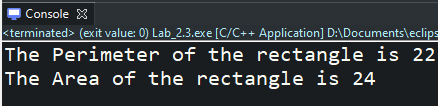 Console
<terminated> (exit value: 0) Lab_2.3.exe [C/C++ Application] D:\Documents\eclips
The Perimeter of the rectangle is 22
The Area of the rectangle is 24